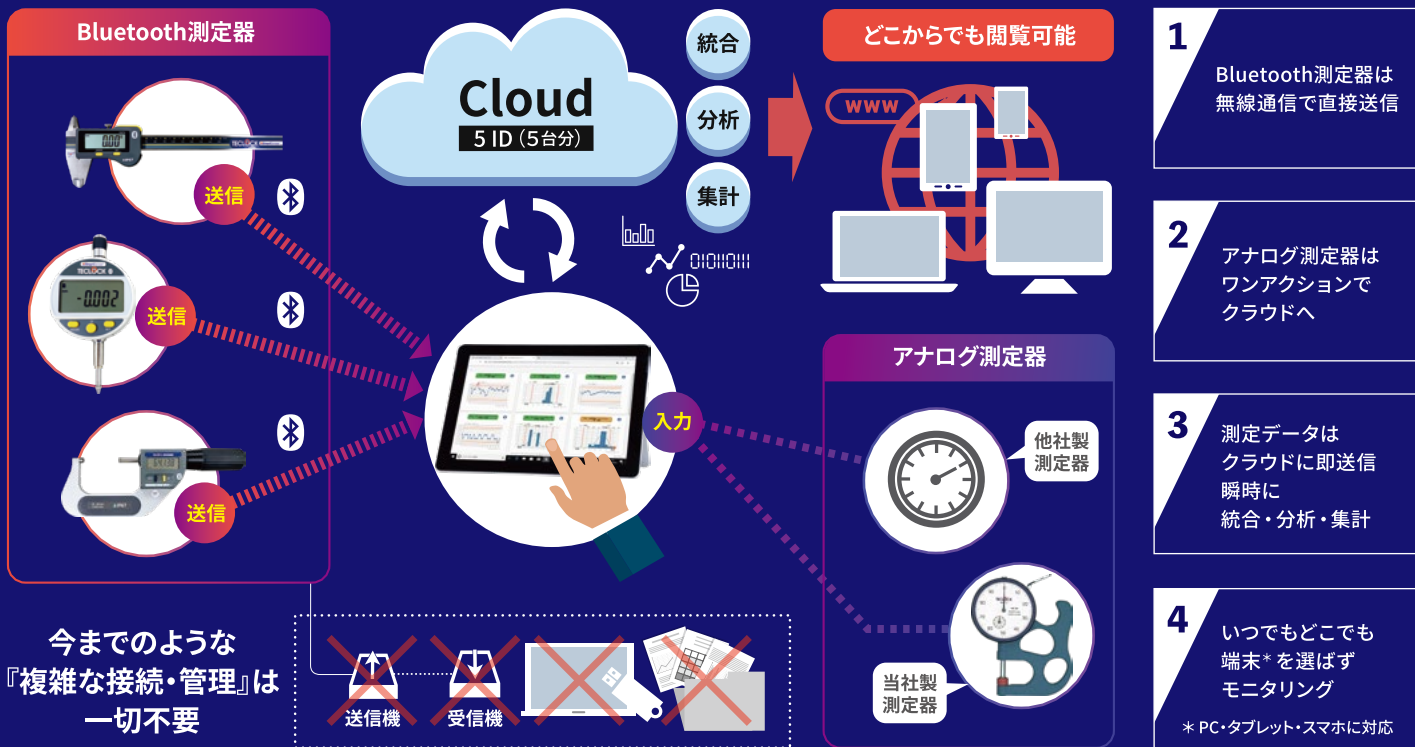 Bluetooth測定器
0.00
TECLOCK
送信
TECLOCK
-0.002
送信
送信
Cloud
5 ID（5台分）
統合
分析
集計
01011011
入力
どこからでも閲覧可能
www
アナログ測定器
他社製
測定器
当社製
測定器
今までのような
『複雑な接続・管理』は
一切不要
送信機
受信機
1
Bluetooth測定器は
無線通信で直接送信
2
アナログ測定器は
ワンアクションで
クラウドへ
3
測定データは
クラウドに即送信
瞬時に
統合・分析・集計
4
いつでもどこでも
端末＊を選ばず
モニタリング
＊PC・タブレット・スマホに対応